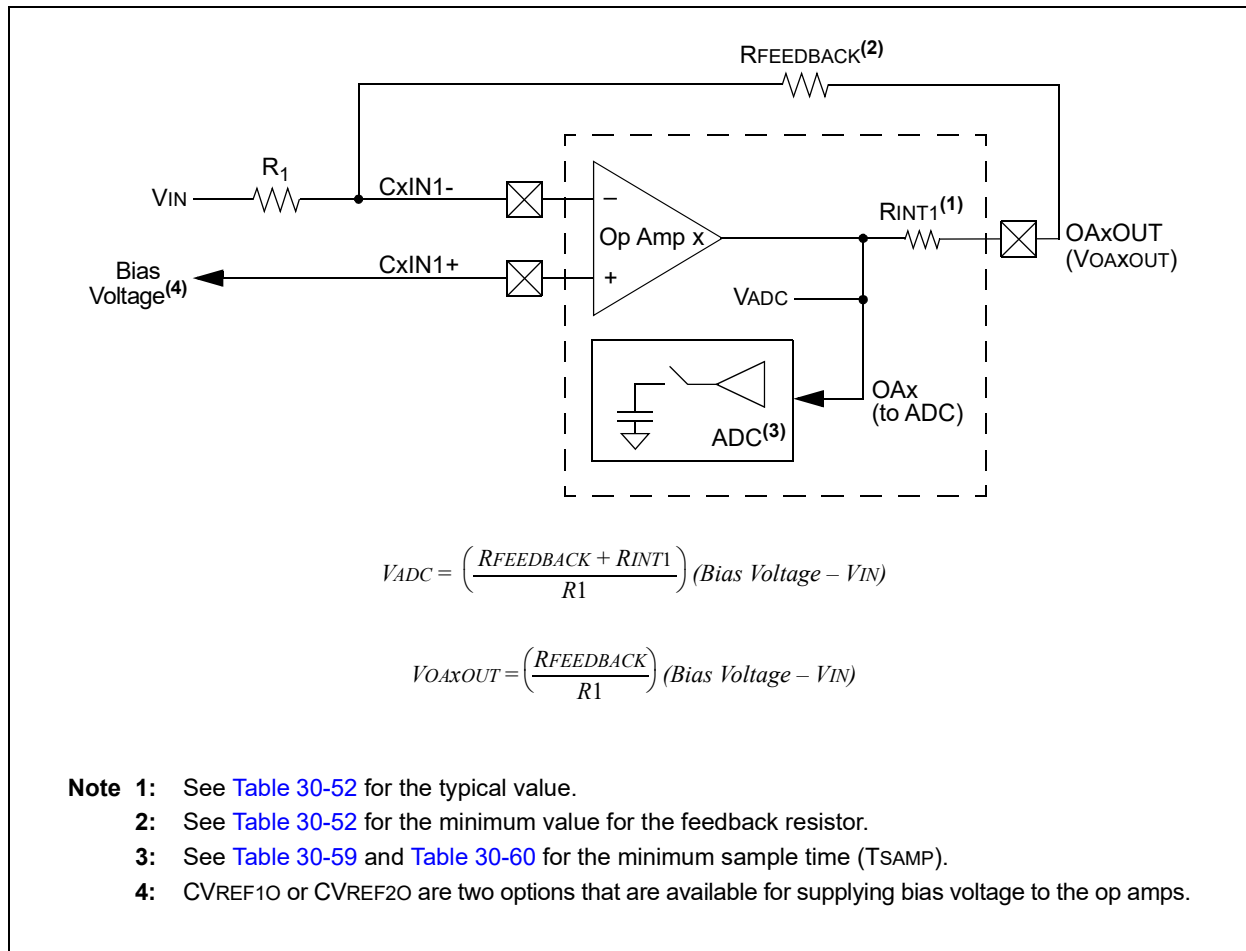 RFEEDBACK(2)
R1
VIN
CxIN1-
–
Op Amp x
RINT1(1)
OAxOUT
(VOAXOUT)
Bias
Voltage(4)
CxIN1+
+
VADC
OAx
(to ADC)
ADC(3)
VADC = (RFEEDBACK + RINT1 / R1) (Bias Voltage – VIN)
VOAxOUT = (RFEEDBACK / R1) (Bias Voltage – VIN)
Note 1: See Table 30-52 for the typical value.
2: See Table 30-52 for the minimum value for the feedback resistor.
3: See Table 30-59 and Table 30-60 for the minimum sample time (TSAMP).
4: CVREF1O or CVREF2O are two options that are available for supplying bias voltage to the op amps.